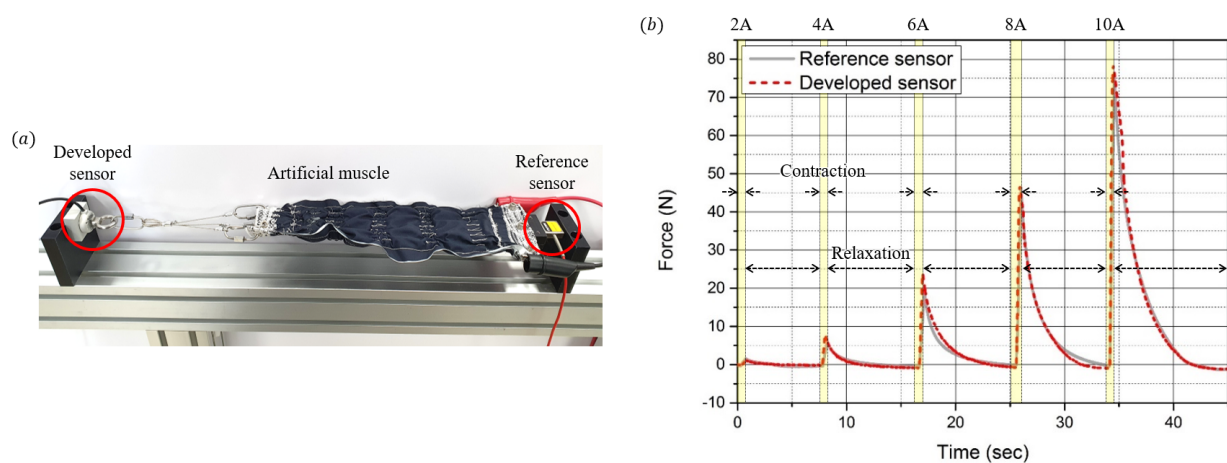 (a)
Developed
sensor
Artificial muscle
Reference
sensor
(b)
2A 4A 6A 8A 10A
Reference sensor
Developed sensor
Contraction
Relaxation
Force (N)
80
70
60
50
40
30
20
10
0
-10
0 10 20 30 40
Time (sec)